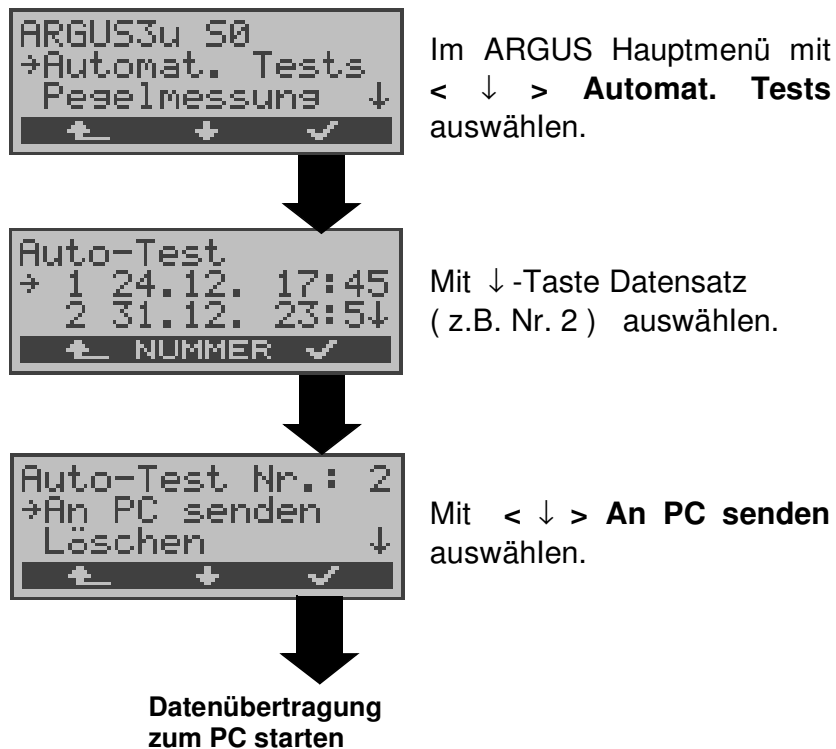 ARGUS3u S0
→Automat. Tests
Pegelmessung ↓
Im ARGUS Hauptmenü mit
< ↓ > Automat. Tests
auswählen.
Auto-Test
→ 1 24.12. 17:45
2 31.12. 23:5↓
NUMMER
Mit ↓ -Taste Datensatz
( z.B. Nr. 2 ) auswählen.
Auto-Test Nr.: 2
→An PC senden
Löschen ↓
Mit < ↓ > An PC senden
auswählen.
Datenübertragung
zum PC starten